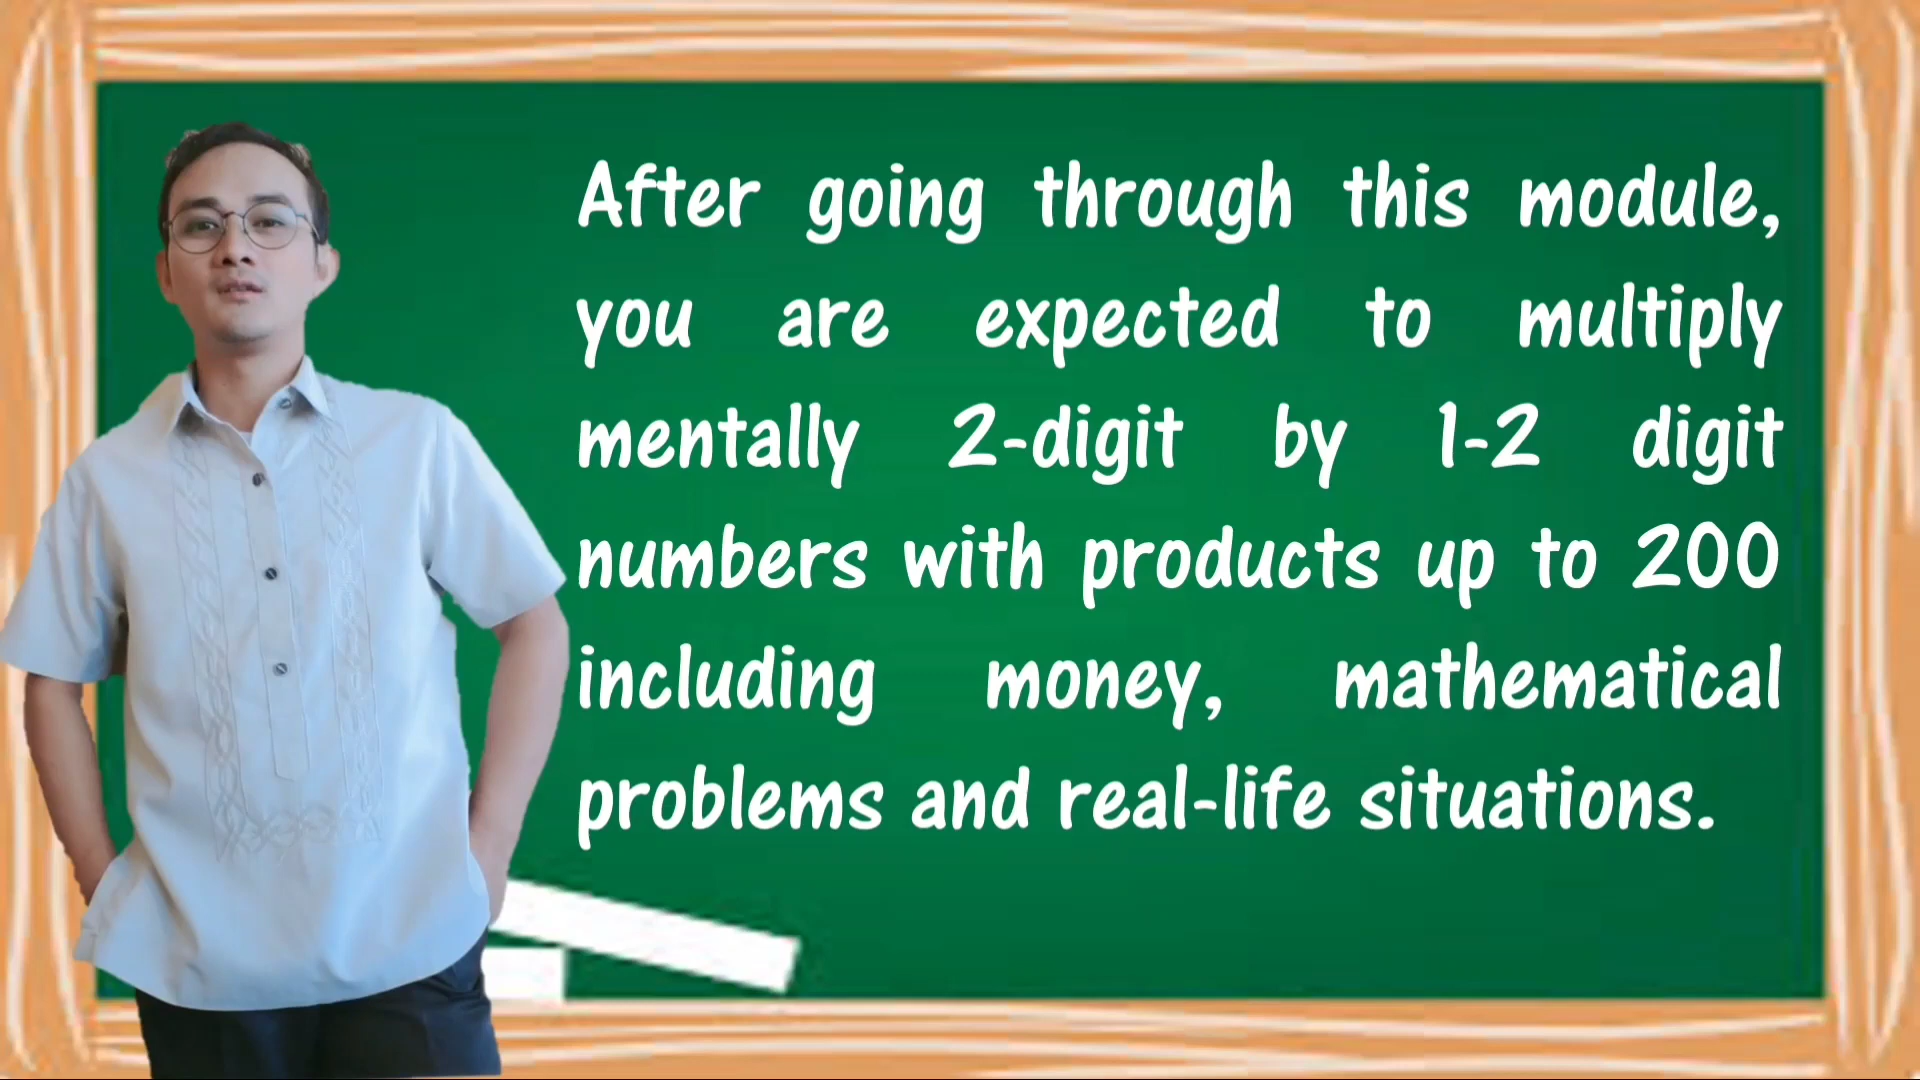 After going through this module,
you are expected to multiply
mentally 2-digit by 1-2 digit
numbers with products up to 200
including money, mathematical
problems and real-life situations.